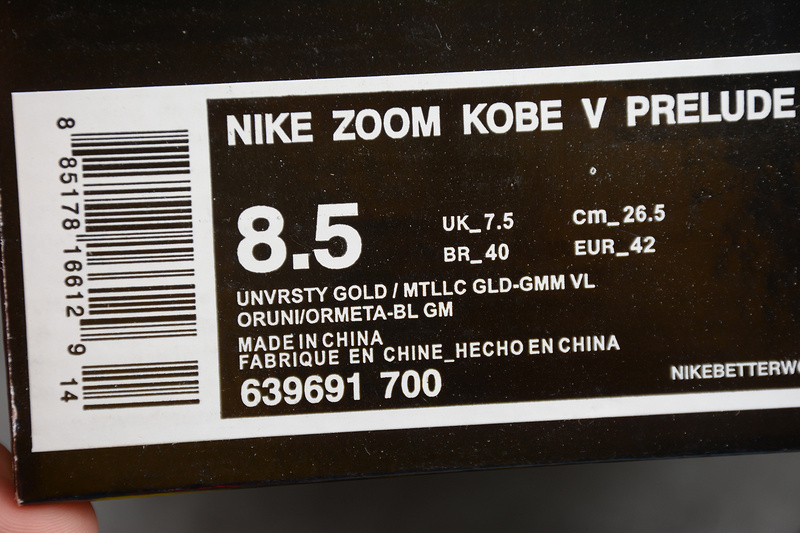 8 85178 16612 9 14
NIKE ZOOM KOBE V PRELUDE
8.5
UK_7.5 Cm_26.5
BR_40 EUR_42
UNVRSTY GOLD / MTLLC GLD-GMM VL
ORUNI/ORMETA-BL GM
MADE IN CHINA
FABRIQUE EN CHINE_HECHO EN CHINA
639691 700
NIKEBETTERWO